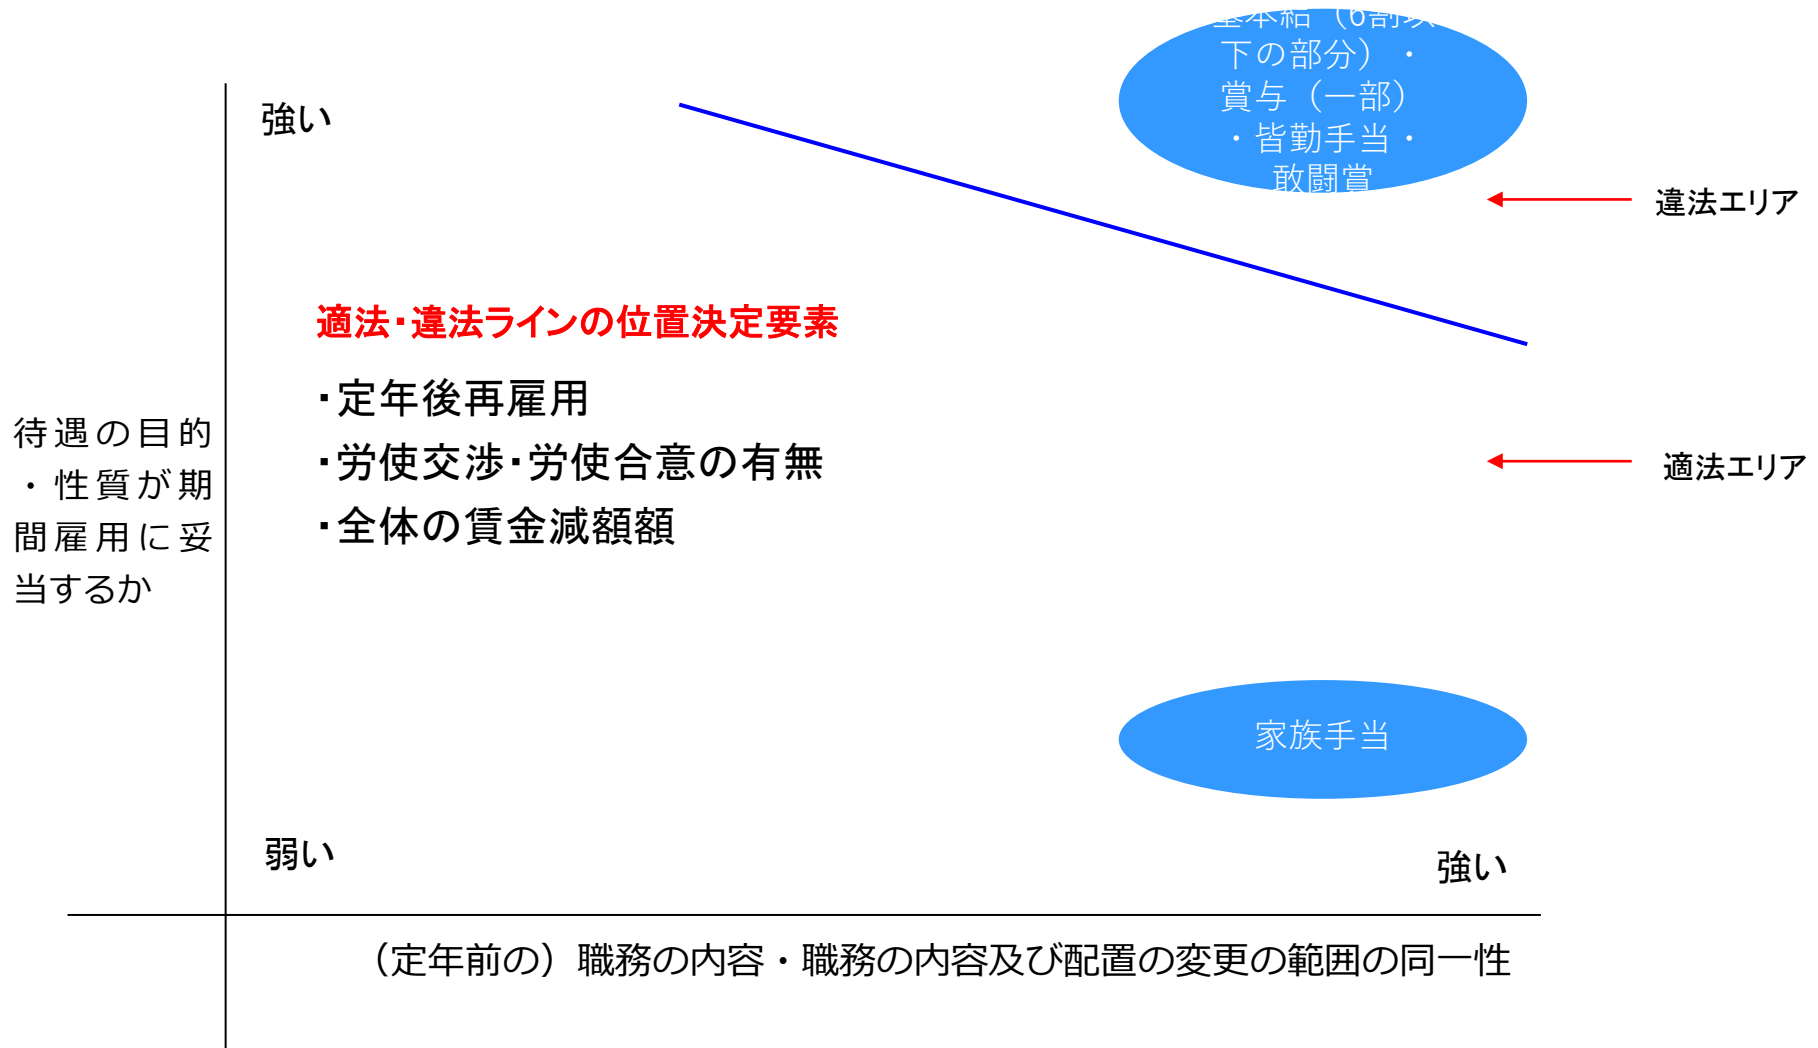 基本給（6割以
下の部分）・
賞与（一部）
・皆勤手当・
敢闘賞
強い
違法エリア
適法・違法ラインの位置決定要素
・定年後再雇用
・労使交渉・労使合意の有無
・全体の賃金減額額
待遇の目的
・性質が期
間雇用に妥
当するか
適法エリア
家族手当
弱い
強い
（定年前の）職務の内容・職務の内容及び配置の変更の範囲の同一性